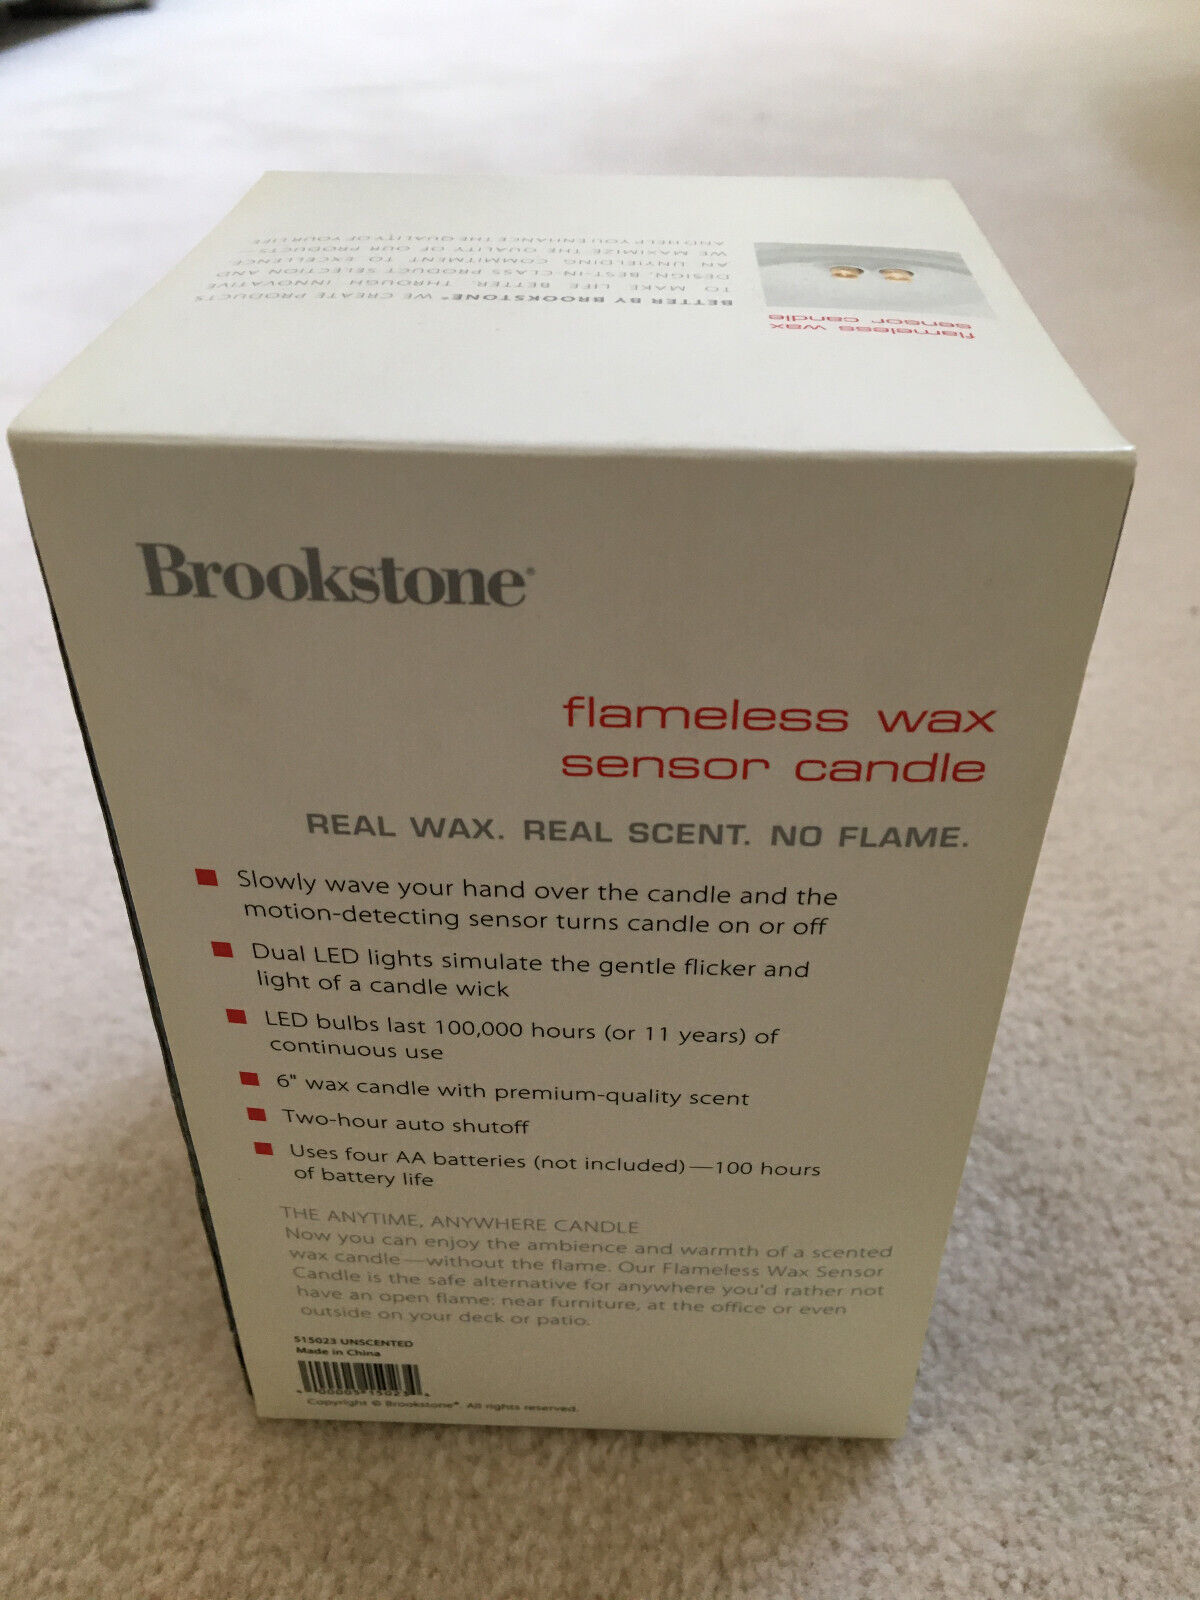 AND HELP YOU ENHANCE THE QUALITY OF YOUR LIFE
WE MAXIMIZE THE QUALITY OF OUR PRODUCTS—
AN UNYIELDING COMMITMENT TO EXCELLENCE,
DESIGN, BEST-IN-CLASS PRODUCT SELECTION AND
TO MAKE LIFE BETTER. THROUGH INNOVATIVE
BETTER BY BROOKSTONE® WE CREATE PRODUCTS
sensor candle
flameless wax
Brookstone®
flameless wax
sensor candle
REAL WAX. REAL SCENT. NO FLAME.
Slowly wave your hand over the candle and the
motion-detecting sensor turns candle on or off
Dual LED lights simulate the gentle flicker and
light of a candle wick
LED bulbs last 100,000 hours (or 11 years) of
continuous use
6" wax candle with premium-quality scent
Two-hour auto shutoff
Uses four AA batteries (not included)—100 hours
of battery life
THE ANYTIME, ANYWHERE CANDLE
Now you can enjoy the ambience and warmth of a scented
wax candle—without the flame. Our Flameless Wax Sensor
Candle is the safe alternative for anywhere you'd rather not
have an open flame: near furniture, at the office or even
outside on your deck or patio.
515023 UNSCENTED
Made in China
Copyright © Brookstone® All rights reserved.